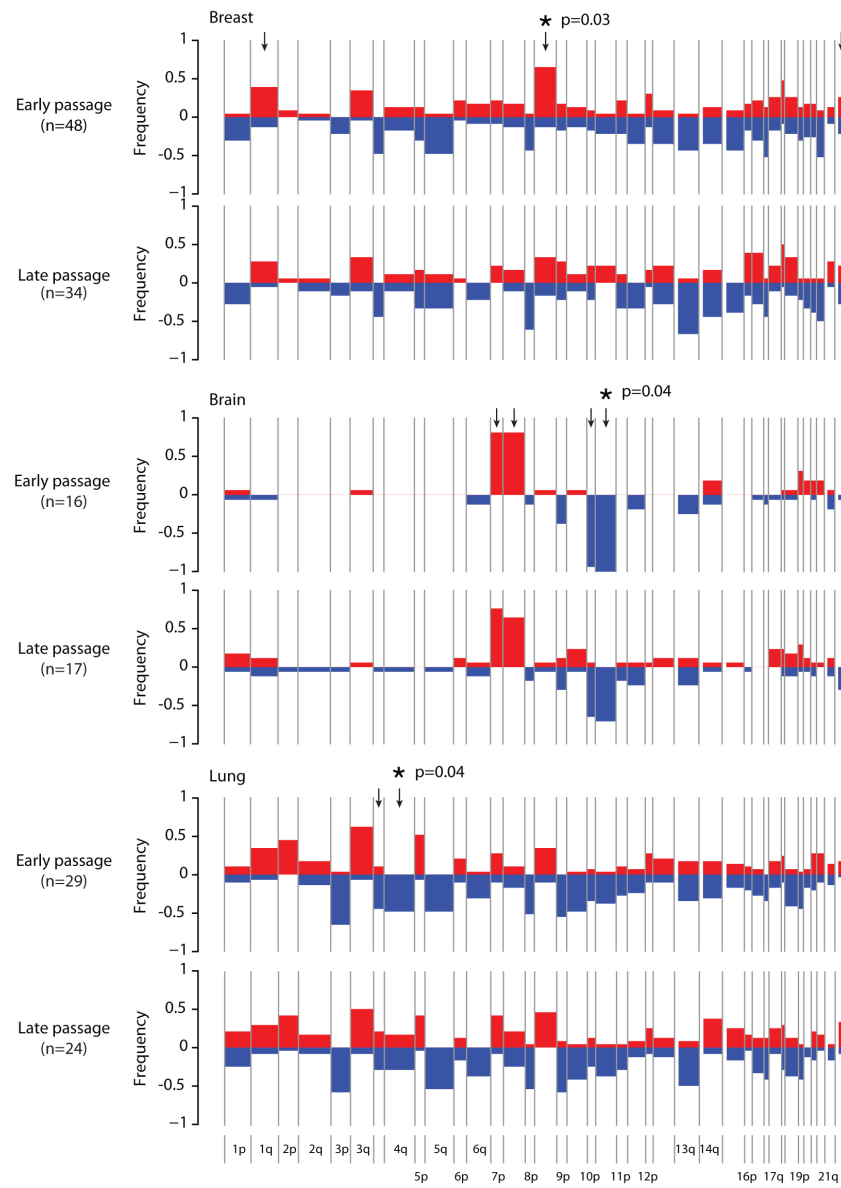 Breast
* p=0.03
Early passage
(n=48)
Frequency
1
0.5
0
-0.5
−1
Late passage
(n=34)
Frequency
1
0.5
0
-0.5
−1
Brain
* p=0.04
Early passage
(n=16)
Frequency
1
0.5
0
-0.5
−1
Late passage
(n=17)
Frequency
1
0.5
0
-0.5
−1
Lung
* p=0.04
Early passage
(n=29)
Frequency
1
0.5
0
-0.5
−1
Late passage
(n=24)
Frequency
1
0.5
0
-0.5
−1
1p 1q 2p 2q 3p 3q 4q 5q 6q 13q 14q
5p 6p 7p 8p 9p 10p 11p 12p 16p 17q 19p 21q